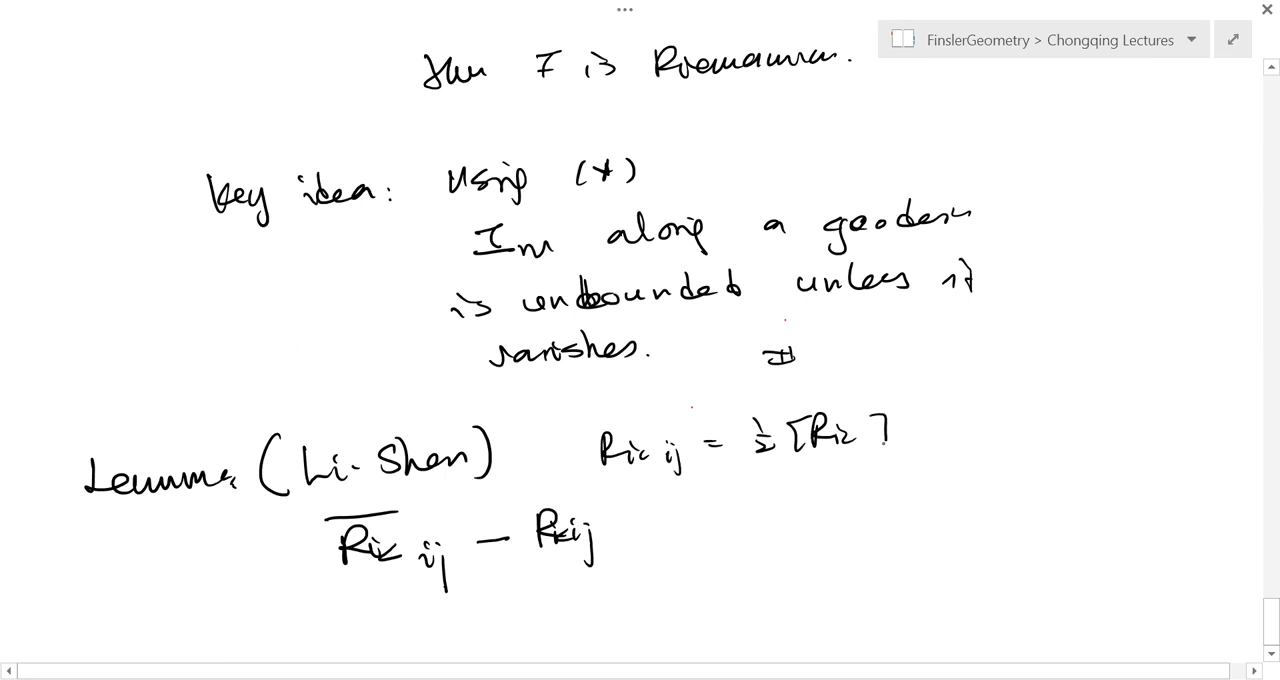 ...
FinslerGeometry > Chongqing Lectures
then F is Riemannian.
Key idea: Using (*)
Im along a geodesic
is unbounded unless it
vanishes. #
Lemma (Li-Shen) Ric ij = ½ [Ric ]
R̅i̅c̅ ij — Ric ij